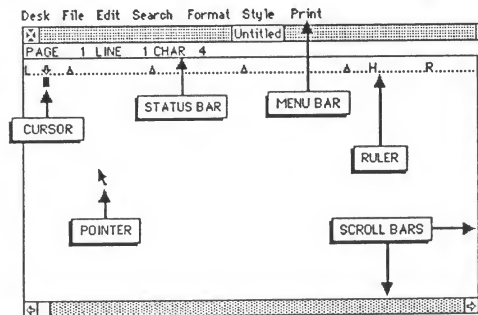 Desk File Edit Search Format Style Print
Untitled
PAGE 1 LINE 1 CHAR 4
L H R
STATUS BAR
MENU BAR
CURSOR
RULER
POINTER
SCROLL BARS